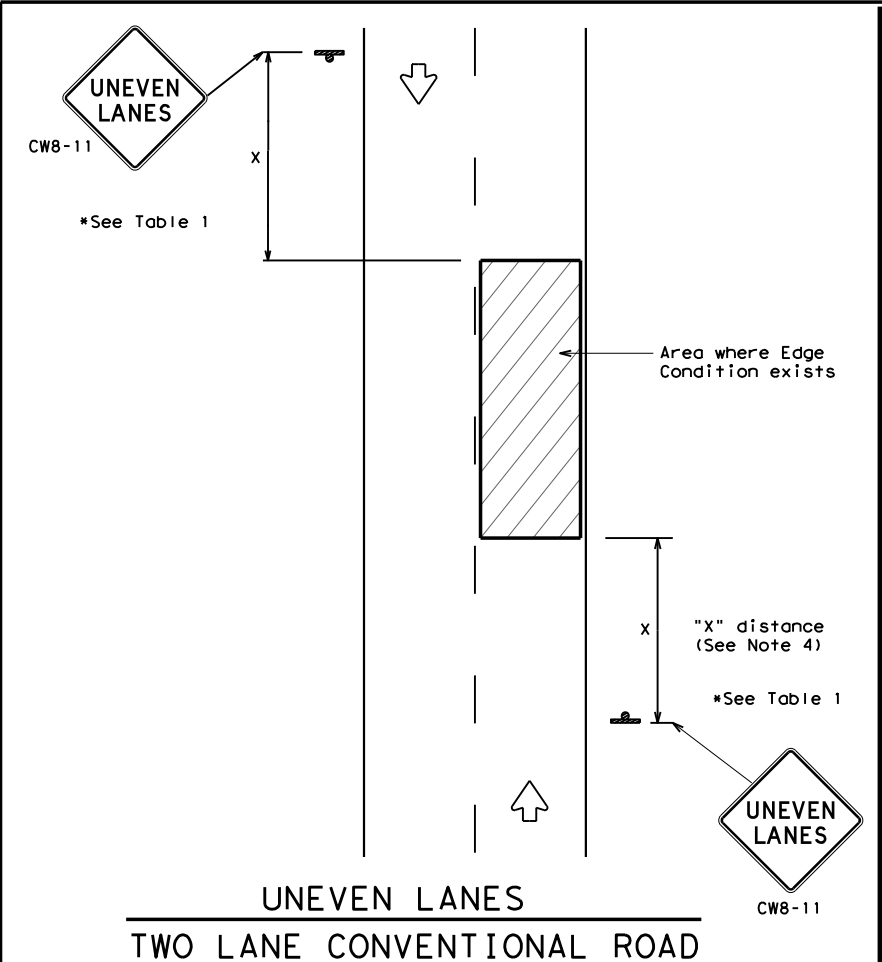 UNEVEN
LANES
CW8-11
X
*See Table 1
Area where Edge
Condition exists
X
"X" distance
(See Note 4)
*See Table 1
UNEVEN
LANES
CW8-11
UNEVEN LANES
TWO LANE CONVENTIONAL ROAD